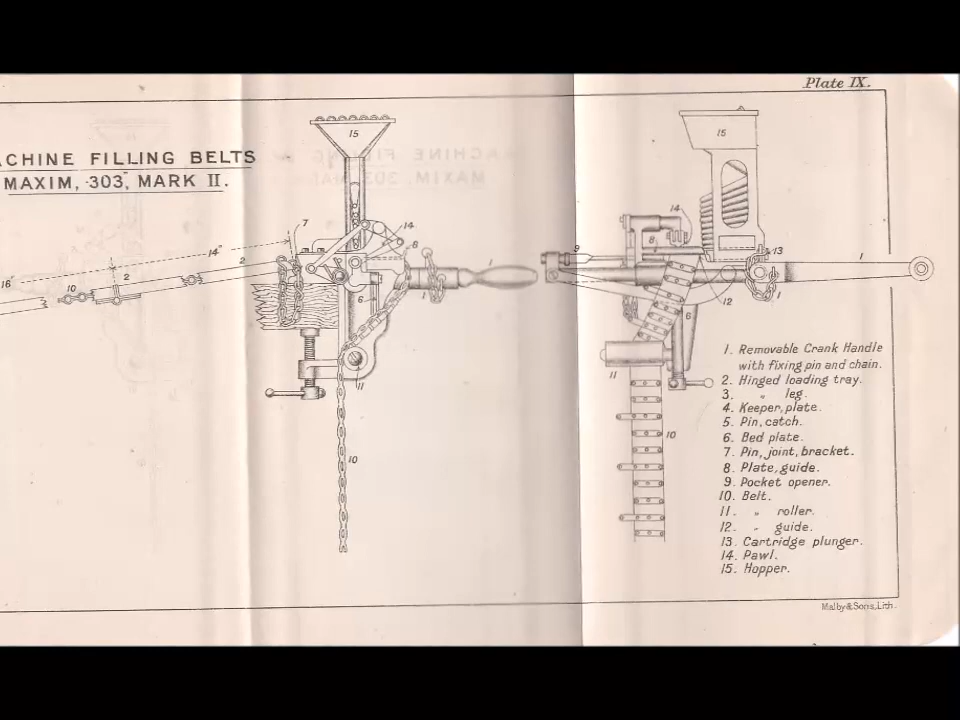 Plate IX.
ACHINE FILLING BELTS
MAXIM, ·303", MARK II.
15
15
7
14
8
14"
2
2
16"
10
6
1
1
11
10
14
8
9
13
1
1
12
6
11
10
1. Removable Crank Handle
with fixing pin and chain.
2. Hinged loading tray.
3. " leg.
4. Keeper, plate.
5. Pin, catch.
6. Bed plate.
7. Pin, joint, bracket.
8. Plate, guide.
9. Pocket opener.
10. Belt.
11. " roller.
12. " guide.
13. Cartridge plunger.
14. Pawl.
15. Hopper.
Malby & Sons, Lith.